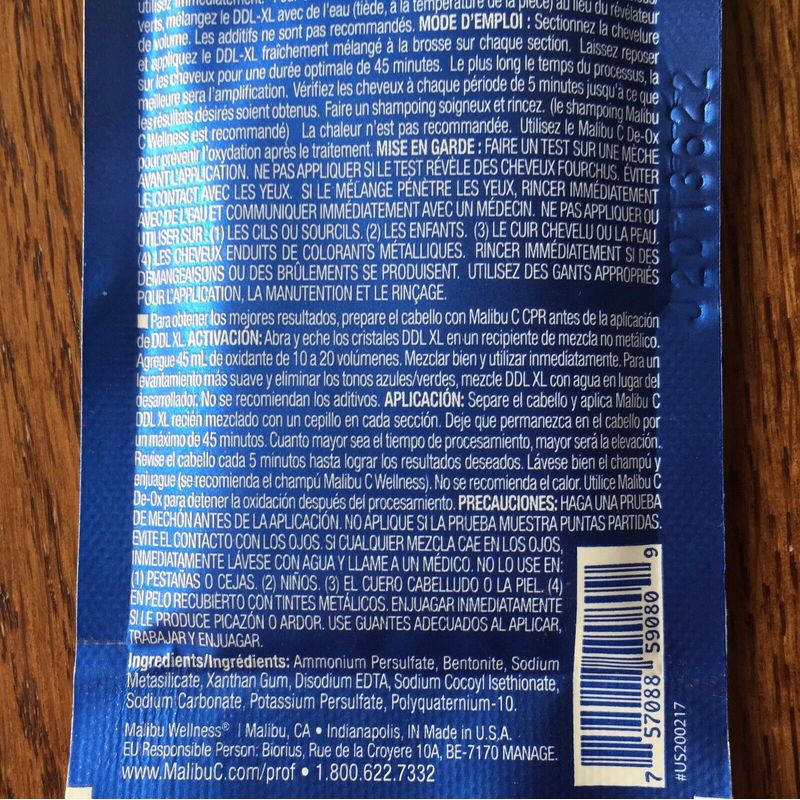 utilisez immédiatement.
verts, mélangez le DDL-XL avec de l'eau (tiède, à la température de la pièce) au lieu du révélateur
de volume. Les additifs ne sont pas recommandés. MODE D'EMPLOI : Sectionnez la chevelure
et appliquez le DDL-XL fraîchement mélangé à la brosse sur chaque section. Laissez reposer
sur les cheveux pour une durée optimale de 45 minutes. Le plus long le temps du processus, la
meilleure sera l'amplification. Vérifiez les cheveux à chaque période de 5 minutes jusqu'à ce que
les résultats désirés soient obtenus. Faire un shampoing soigneux et rincez. (le shampoing Malibu
C Wellness est recommandé) La chaleur n'est pas recommandée. Utilisez le Malibu C De-Ox
pour prévenir l'oxydation après le traitement. MISE EN GARDE : FAIRE UN TEST SUR UNE MÈCHE
AVANT L'APPLICATION. NE PAS APPLIQUER SI LE TEST RÉVÈLE DES CHEVEUX FOURCHUS. ÉVITER
LE CONTACT AVEC LES YEUX. SI LE MÉLANGE PÉNÈTRE LES YEUX, RINCER IMMÉDIATEMENT
AVEC DE L'EAU ET COMMUNIQUER IMMÉDIATEMENT AVEC UN MÉDECIN. NE PAS APPLIQUER OU
UTILISER SUR : (1) LES CILS OU SOURCILS. (2) LES ENFANTS. (3) LE CUIR CHEVELU OU LA PEAU.
(4) LES CHEVEUX ENDUITS DE COLORANTS MÉTALLIQUES. RINCER IMMÉDIATEMENT SI DES
DÉMANGEAISONS OU DES BRÛLEMENTS SE PRODUISENT. UTILISEZ DES GANTS APPROPRIÉS
POUR L'APPLICATION, LA MANUTENTION ET LE RINÇAGE.
■ Para obtener los mejores resultados, prepare el cabello con Malibu C CPR antes de la aplicación
de DDL XL. ACTIVACIÓN: Abra y eche los cristales DDL XL en un recipiente de mezcla no metálico.
Agregue 45 mL de oxidante de 10 a 20 volúmenes. Mezclar bien y utilizar inmediatamente. Para un
levantamiento más suave y eliminar los tonos azules/verdes, mezcle DDL XL con agua en lugar del
desarrollador. No se recomiendan los aditivos. APLICACIÓN: Separe el cabello y aplica Malibu C
DDL XL recién mezclado con un cepillo en cada sección. Deje que permanezca en el cabello por
un máximo de 45 minutos. Cuanto mayor sea el tiempo de procesamiento, mayor será la elevación.
Revise el cabello cada 5 minutos hasta lograr los resultados deseados. Lávese bien el champú y
enjuague (se recomienda el champú Malibu C Wellness). No se recomienda el calor. Utilice Malibu C
De-Ox para detener la oxidación después del procesamiento. PRECAUCIONES: HAGA UNA PRUEBA
DE MECHÓN ANTES DE LA APLICACIÓN. NO APLIQUE SI LA PRUEBA MUESTRA PUNTAS PARTIDAS.
EVITE EL CONTACTO CON LOS OJOS. SI CUALQUIER MEZCLA CAE EN LOS OJOS,
INMEDIATAMENTE LÁVESE CON AGUA Y LLAME A UN MÉDICO. NO LO USE EN:
(1) PESTAÑAS O CEJAS. (2) NIÑOS. (3) EL CUERO CABELLUDO O LA PIEL. (4)
EN PELO RECUBIERTO CON TINTES METÁLICOS. ENJUAGAR INMEDIATAMENTE
SI LE PRODUCE PICAZÓN O ARDOR. USE GUANTES ADECUADOS AL APLICAR,
TRABAJAR Y ENJUAGAR.
Ingredients/Ingrédients: Ammonium Persulfate, Bentonite, Sodium
Metasilicate, Xanthan Gum, Disodium EDTA, Sodium Cocoyl Isethionate,
Sodium Carbonate, Potassium Persulfate, Polyquaternium-10.
Malibu Wellness® | Malibu, CA • Indianapolis, IN Made in U.S.A.
EU Responsible Person: Biorius, Rue de la Croyere 10A, BE-7170 MANAGE.
www.MalibuC.com/prof • 1.800.622.7332
7 57088 59080 9
#US200217
J2013622